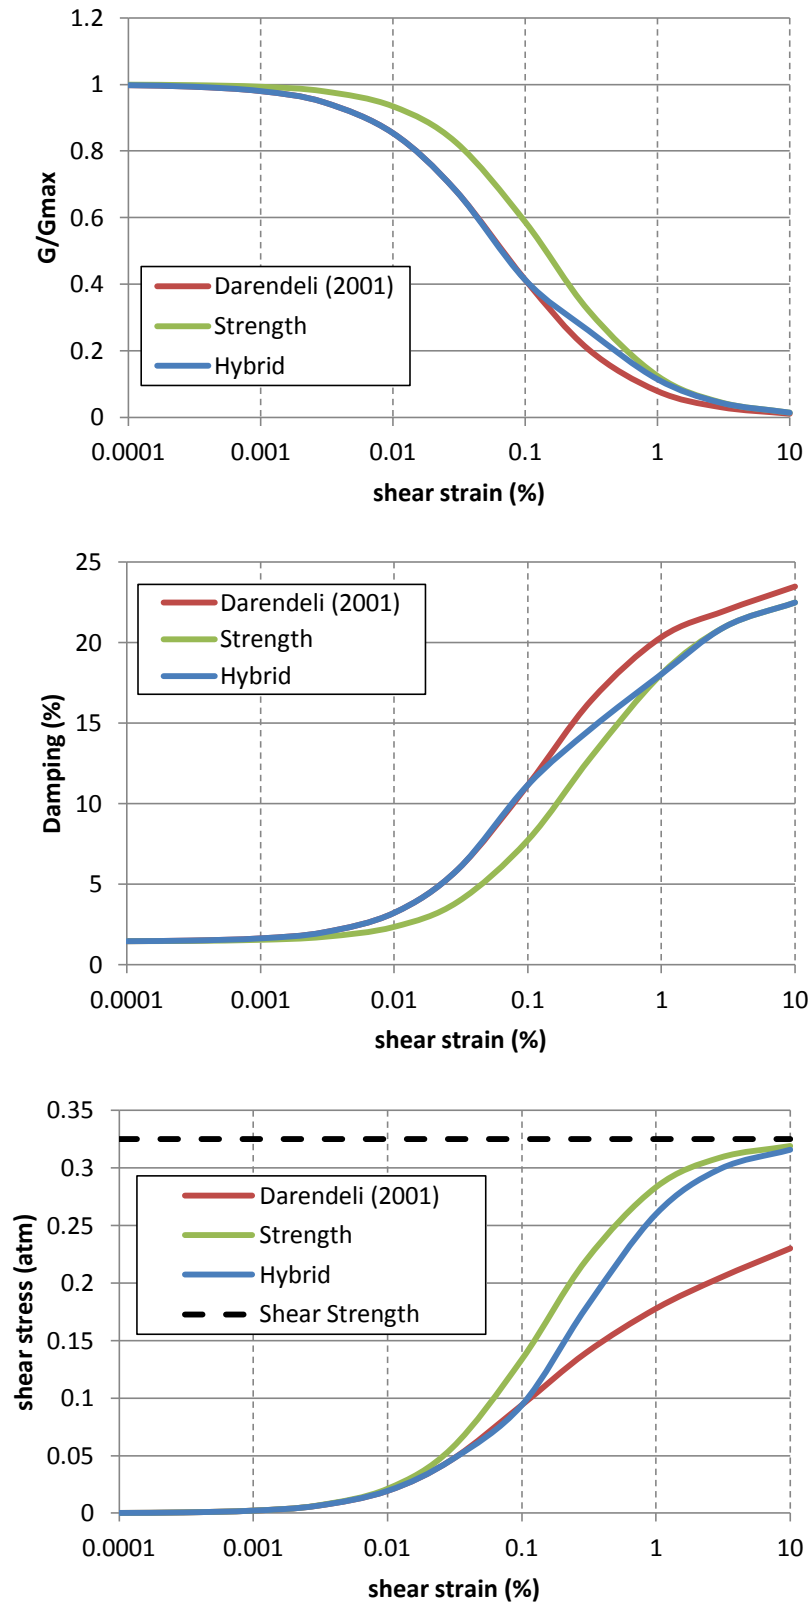 1.2
1
0.8
0.6
0.4
0.2
0
G/Gmax
Darendeli (2001)
Strength
Hybrid
0.0001 0.001 0.01 0.1 1 10
shear strain (%)
25
20
15
10
5
0
Damping (%)
Darendeli (2001)
Strength
Hybrid
0.0001 0.001 0.01 0.1 1 10
shear strain (%)
0.35
0.3
0.25
0.2
0.15
0.1
0.05
0
shear stress (atm)
Darendeli (2001)
Strength
Hybrid
Shear Strength
0.0001 0.001 0.01 0.1 1 10
shear strain (%)